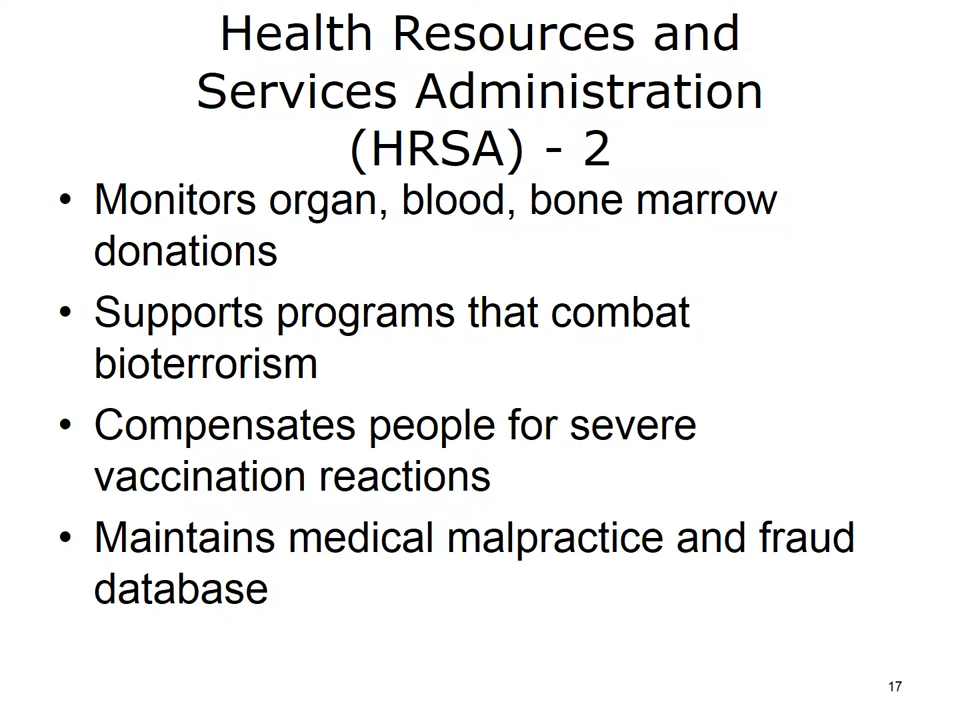 Health Resources and
Services Administration
(HRSA) - 2
• Monitors organ, blood, bone marrow
donations
• Supports programs that combat
bioterrorism
• Compensates people for severe
vaccination reactions
• Maintains medical malpractice and fraud
database
17